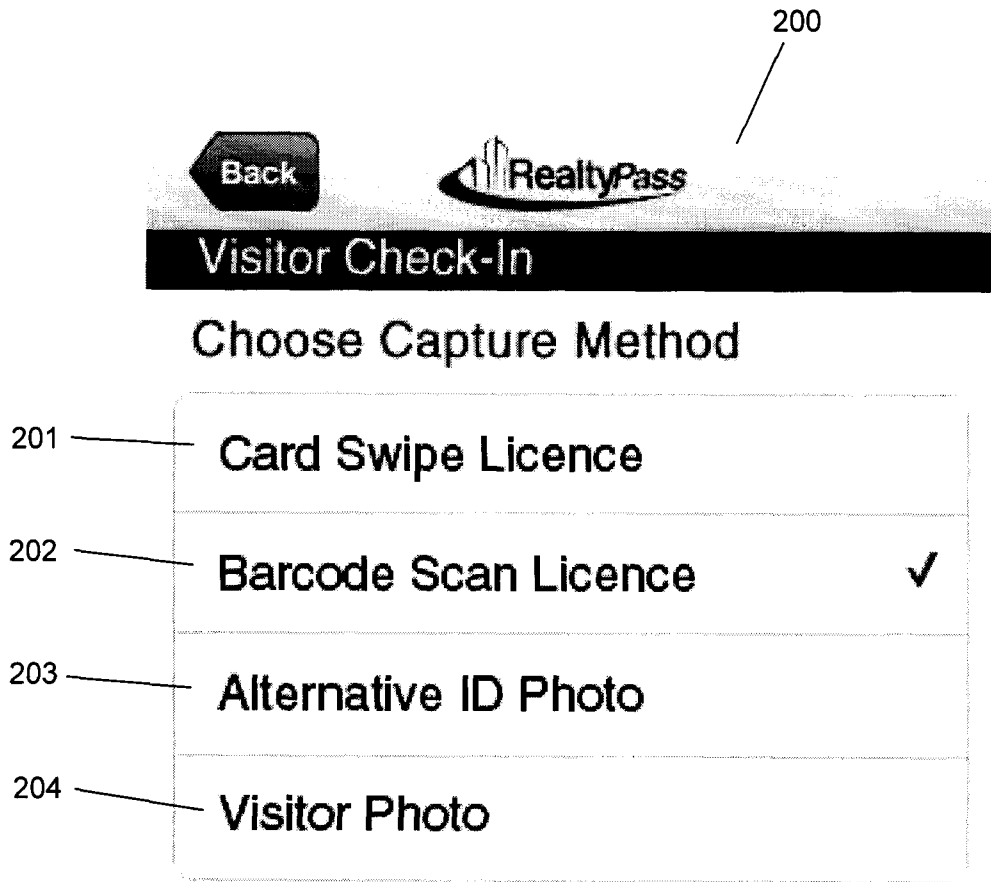 200
Back
RealtyPass
Visitor Check-In
Choose Capture Method
201
Card Swipe Licence
202
Barcode Scan Licence
203
Alternative ID Photo
204
Visitor Photo